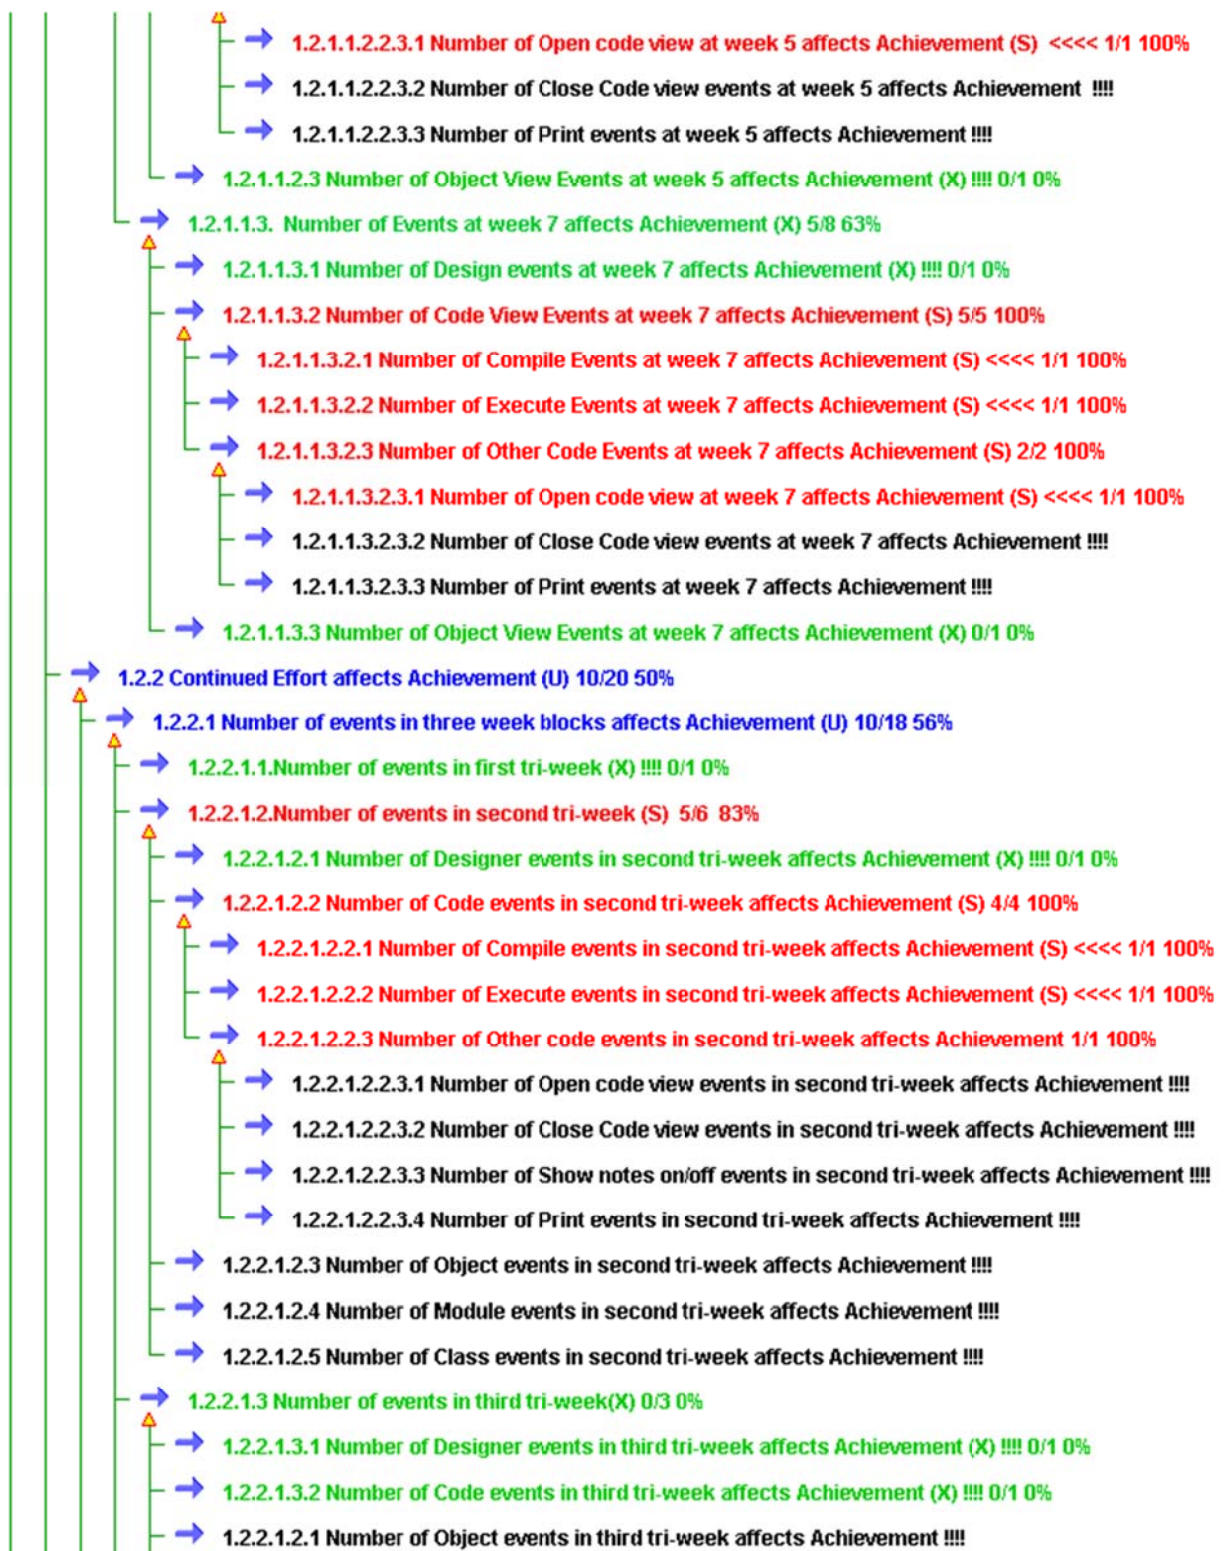 1.2.1.1.2.2.3.1 Number of Open code view at week 5 affects Achievement (S) <<<< 1/1 100%
1.2.1.1.2.2.3.2 Number of Close Code view events at week 5 affects Achievement !!!!
1.2.1.1.2.2.3.3 Number of Print events at week 5 affects Achievement !!!!
1.2.1.1.2.3 Number of Object View Events at week 5 affects Achievement (X) !!!! 0/1 0%
1.2.1.1.3. Number of Events at week 7 affects Achievement (X) 5/8 63%
1.2.1.1.3.1 Number of Design events at week 7 affects Achievement (X) !!!! 0/1 0%
1.2.1.1.3.2 Number of Code View Events at week 7 affects Achievement (S) 5/5 100%
1.2.1.1.3.2.1 Number of Compile Events at week 7 affects Achievement (S) <<<< 1/1 100%
1.2.1.1.3.2.2 Number of Execute Events at week 7 affects Achievement (S) <<<< 1/1 100%
1.2.1.1.3.2.3 Number of Other Code Events at week 7 affects Achievement (S) 2/2 100%
1.2.1.1.3.2.3.1 Number of Open code view at week 7 affects Achievement (S) <<<< 1/1 100%
1.2.1.1.3.2.3.2 Number of Close Code view events at week 7 affects Achievement !!!!
1.2.1.1.3.2.3.3 Number of Print events at week 7 affects Achievement !!!!
1.2.1.1.3.3 Number of Object View Events at week 7 affects Achievement (X) 0/1 0%
1.2.2 Continued Effort affects Achievement (U) 10/20 50%
1.2.2.1 Number of events in three week blocks affects Achievement (U) 10/18 56%
1.2.2.1.1.Number of events in first tri-week (X) !!!! 0/1 0%
1.2.2.1.2.Number of events in second tri-week (S) 5/6 83%
1.2.2.1.2.1 Number of Designer events in second tri-week affects Achievement (X) !!!! 0/1 0%
1.2.2.1.2.2 Number of Code events in second tri-week affects Achievement (S) 4/4 100%
1.2.2.1.2.2.1 Number of Compile events in second tri-week affects Achievement (S) <<<< 1/1 100%
1.2.2.1.2.2.2 Number of Execute events in second tri-week affects Achievement (S) <<<< 1/1 100%
1.2.2.1.2.2.3 Number of Other code events in second tri-week affects Achievement 1/1 100%
1.2.2.1.2.2.3.1 Number of Open code view events in second tri-week affects Achievement !!!!
1.2.2.1.2.2.3.2 Number of Close Code view events in second tri-week affects Achievement !!!!
1.2.2.1.2.2.3.3 Number of Show notes on/off events in second tri-week affects Achievement !!!!
1.2.2.1.2.2.3.4 Number of Print events in second tri-week affects Achievement !!!!
1.2.2.1.2.3 Number of Object events in second tri-week affects Achievement !!!!
1.2.2.1.2.4 Number of Module events in second tri-week affects Achievement !!!!
1.2.2.1.2.5 Number of Class events in second tri-week affects Achievement !!!!
1.2.2.1.3 Number of events in third tri-week(X) 0/3 0%
1.2.2.1.3.1 Number of Designer events in third tri-week affects Achievement (X) !!!! 0/1 0%
1.2.2.1.3.2 Number of Code events in third tri-week affects Achievement (X) !!!! 0/1 0%
1.2.2.1.2.1 Number of Object events in third tri-week affects Achievement !!!!